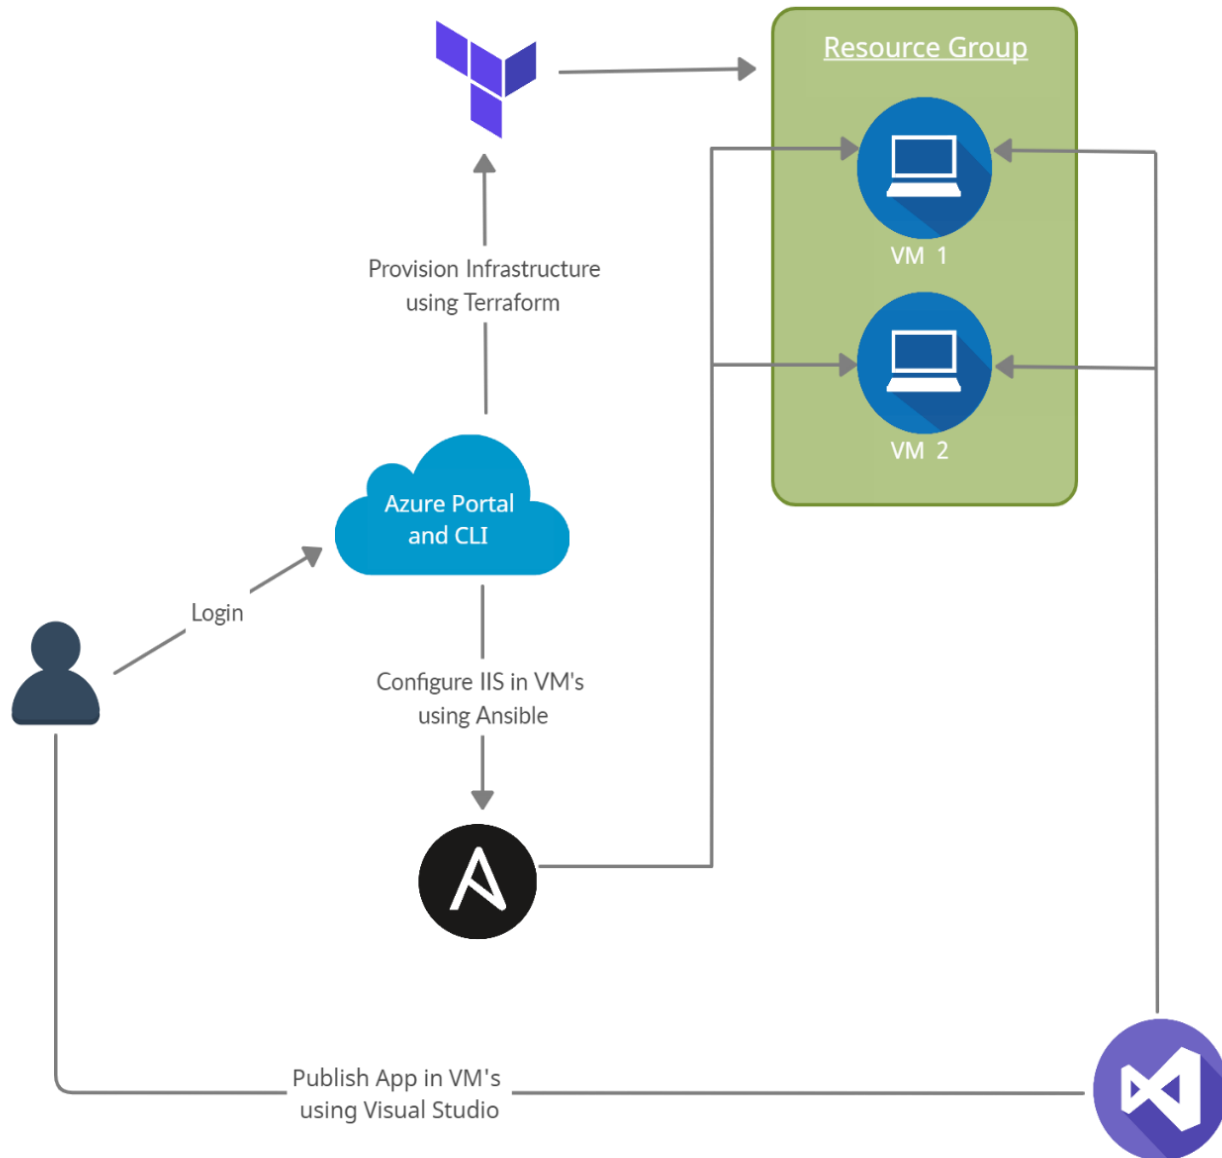 Resource Group
VM 1
Provision Infrastructure
using Terraform
VM 2
Azure Portal
and CLI
Login
Configure IIS in VM's
using Ansible
Publish App in VM's
using Visual Studio